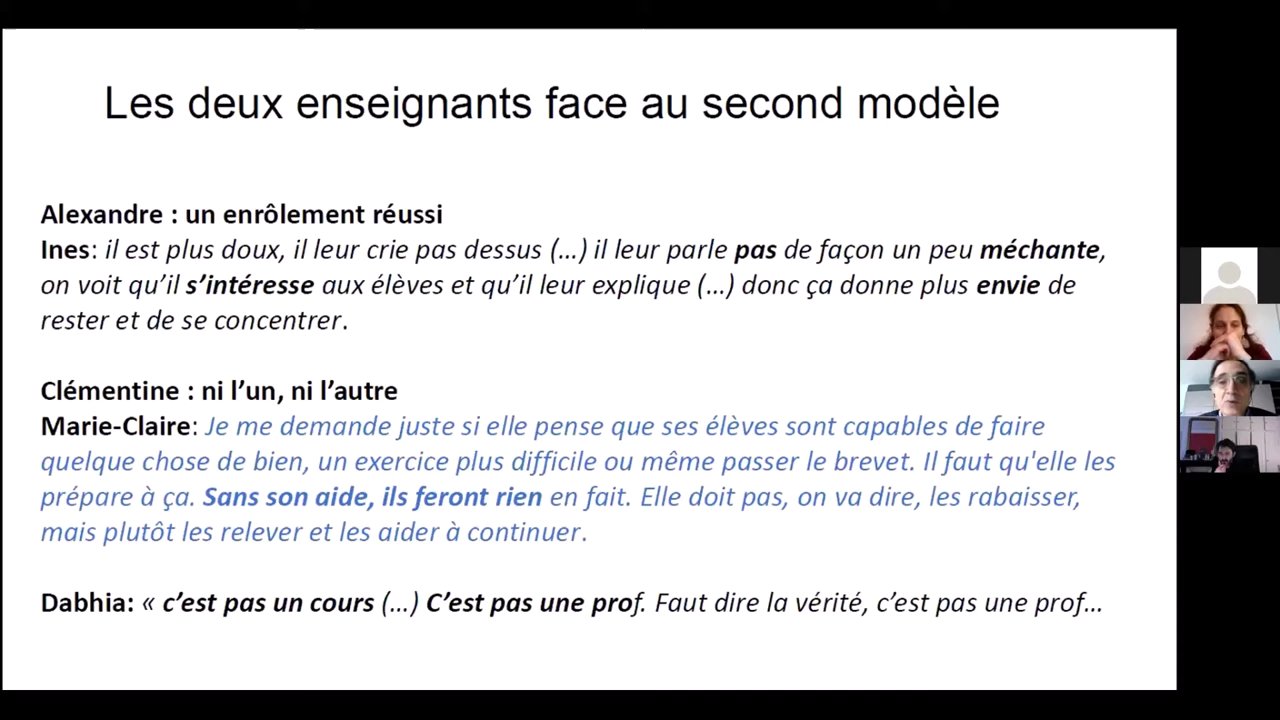 Les deux enseignants face au second modèle
Alexandre : un enrôlement réussi
Ines: il est plus doux, il leur crie pas dessus (…) il leur parle pas de façon un peu méchante,
on voit qu’il s’intéresse aux élèves et qu’il leur explique (…) donc ça donne plus envie de
rester et de se concentrer.
Clémentine : ni l’un, ni l’autre
Marie-Claire: Je me demande juste si elle pense que ses élèves sont capables de faire
quelque chose de bien, un exercice plus difficile ou même passer le brevet. Il faut qu'elle les
prépare à ça. Sans son aide, ils feront rien en fait. Elle doit pas, on va dire, les rabaisser,
mais plutôt les relever et les aider à continuer.
Dabhia: « c’est pas un cours (…) C’est pas une prof. Faut dire la vérité, c’est pas une prof…